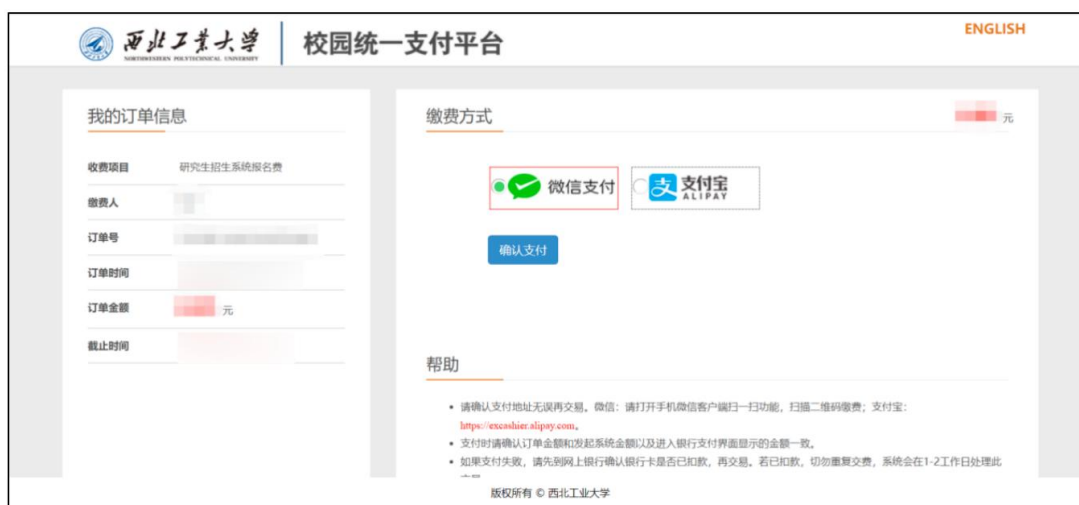 西北工业大学
NORTHWESTERN POLYTECHNICAL UNIVERSITY
校园统一支付平台
ENGLISH
我的订单信息
收费项目 研究生招生系统报名费
缴费人
订单号
订单时间
订单金额 元
截止时间
缴费方式
元
微信支付
支 支付宝
ALIPAY
确认支付
帮助
• 请确认支付地址无误再交易。微信：请打开手机微信客户端扫一扫功能，扫描二维码缴费；支付宝：
https://excashier.alipay.com。
• 支付时请确认订单金额和发起系统金额以及进入银行支付界面显示的金额一致。
• 如果支付失败，请先到网上银行确认银行卡是否已扣款，再交易。若已扣款，切勿重复交费，系统会在1-2工作日处理此
版权所有 © 西北工业大学